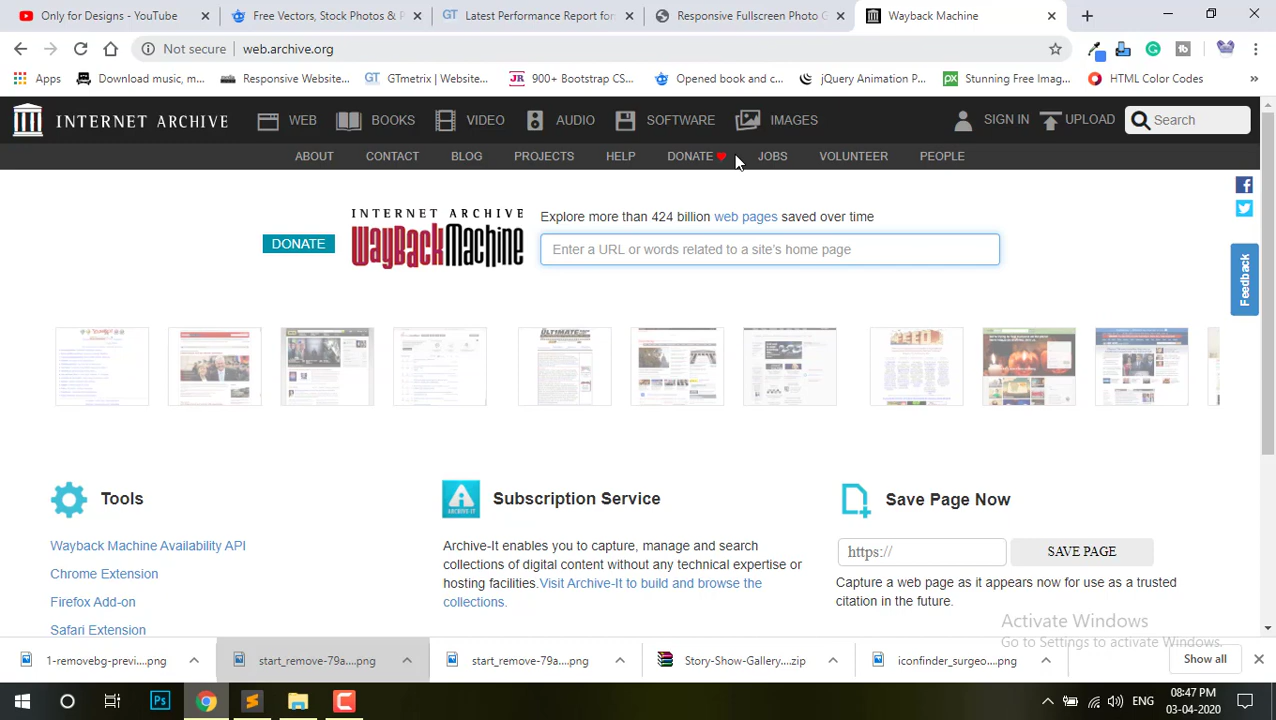 Only for Designs - YouTube
Free Vectors, Stock Photos & P
Latest Performance Report for
Responsive Fullscreen Photo G
Wayback Machine
Not secure
web.archive.org
Apps
Download music, m...
Responsive Website...
GTmetrix | Website...
900+ Bootstrap CS...
Opened book and c...
jQuery Animation P...
Stunning Free Imag...
HTML Color Codes
INTERNET ARCHIVE
WEB
BOOKS
VIDEO
AUDIO
SOFTWARE
IMAGES
SIGN IN
UPLOAD
Search
ABOUT
CONTACT
BLOG
PROJECTS
HELP
DONATE
JOBS
VOLUNTEER
PEOPLE
DONATE
INTERNET ARCHIVE
WayBackMachine
Explore more than 424 billion web pages saved over time
Enter a URL or words related to a site's home page
Feedback
Tools
Wayback Machine Availability API
Chrome Extension
Firefox Add-on
Safari Extension
ARCHIVE-IT
Subscription Service
Archive-It enables you to capture, manage and search
collections of digital content without any technical expertise or
hosting facilities.Visit Archive-It to build and browse the
collections.
Save Page Now
https://
SAVE PAGE
Capture a web page as it appears now for use as a trusted
citation in the future.
Activate Windows
Go to Settings to activate Windows.
1-removebg-previ....png
start_remove-79a....png
start_remove-79a....png
Story-Show-Gallery....zip
iconfinder_surgeo....png
Show all
Ps
ENG
08:47 PM
03-04-2020